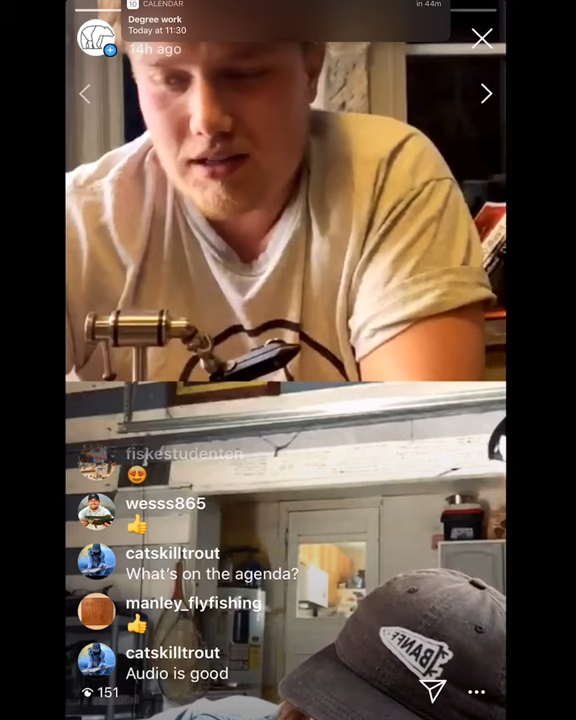 10 CALENDAR
in 44m
Degree work
Today at 11:30
14h ago
fiskestudenten
wesss865
catskilltrout
What's on the agenda?
manley_flyfishing
catskilltrout
Audio is good
151
BANFF